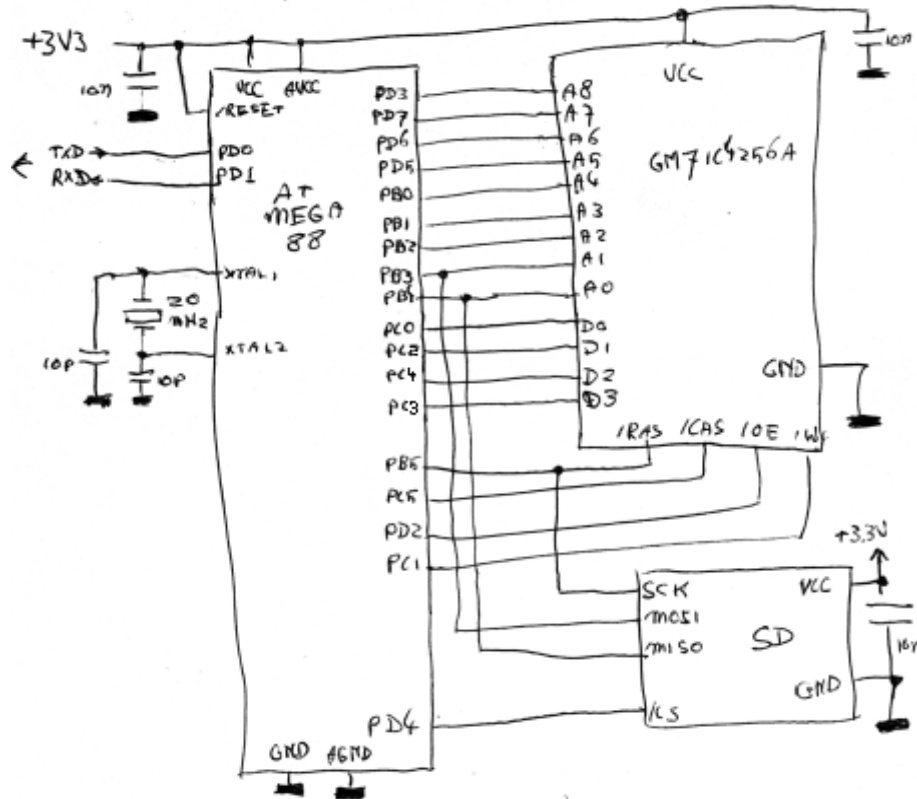 +3V3
10n
VCC
AVCC
/RESET
TXD
PD0
RXD
PD1
AT
MEGA
88
XTAL1
20
MHz
10P
XTAL2
10P
PD3
PD7
PD6
PD5
PB0
PB1
PB2
PB3
PB4
PC0
PC2
PC4
PC3
PB5
PC5
PD2
PC1
PD4
GND
AGND
VCC
10n
GM71C4256A
A8
A7
A6
A5
A4
A3
A2
A1
A0
D0
D1
D2
D3
GND
/RAS
/CAS
/OE
+3.3V
SCK
VCC
MOSI
MISO
SD
GND
/CS